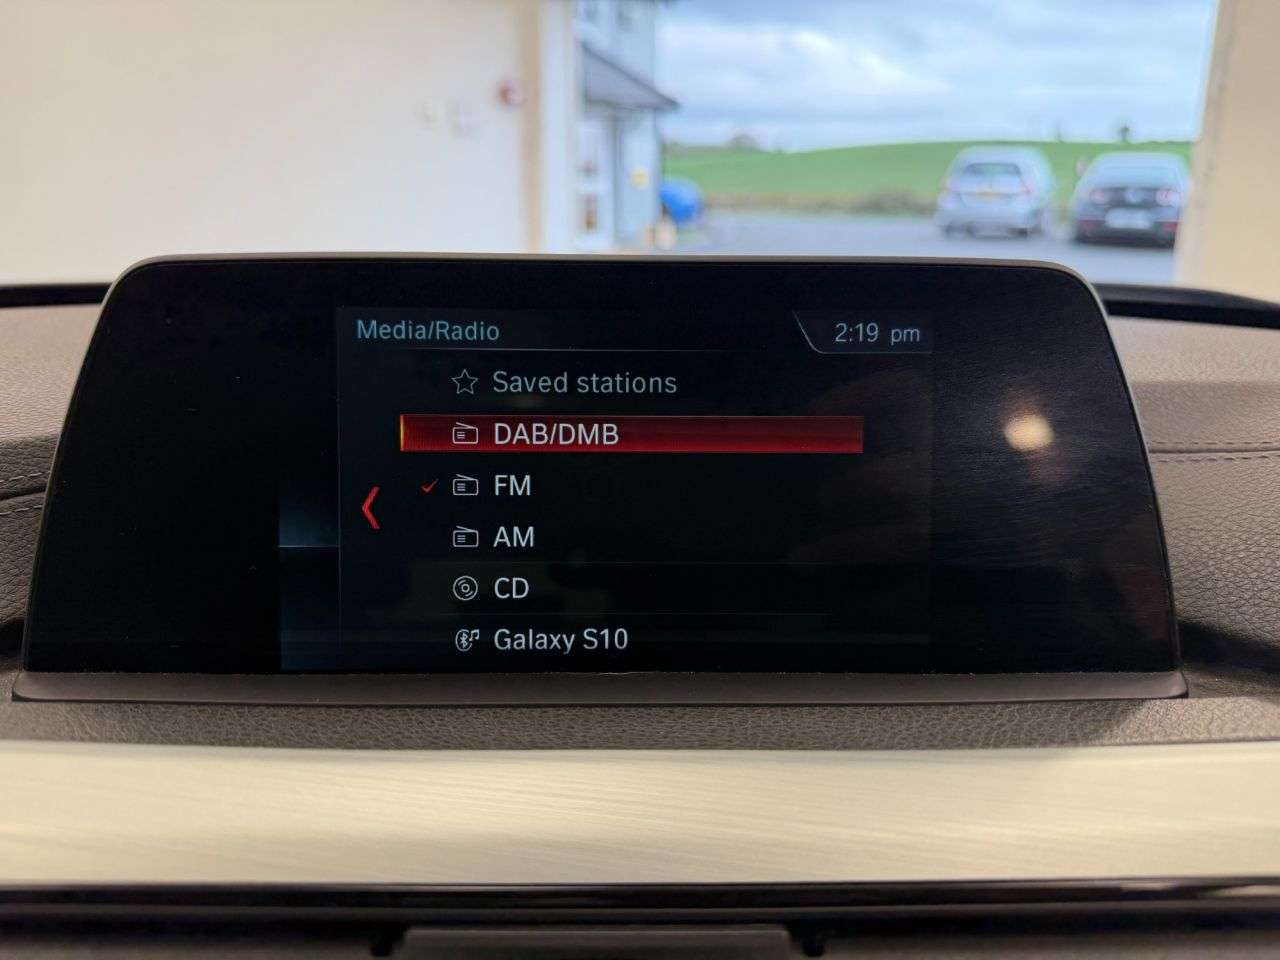 Media/Radio
2:19 pm
Saved stations
DAB/DMB
FM
AM
CD
Galaxy S10